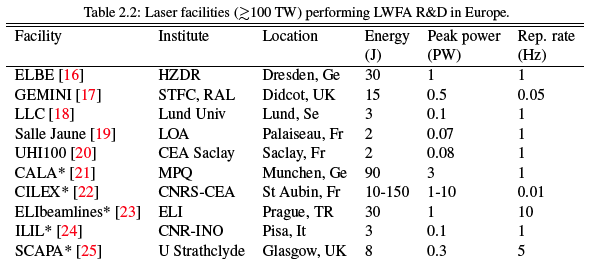 Table 2.2: Laser facilities (≳100 TW) performing LWFA R&D in Europe.
Facility Institute Location Energy Peak power Rep. rate
(J) (PW) (Hz)
ELBE [16] HZDR Dresden, Ge 30 1 1
GEMINI [17] STFC, RAL Didcot, UK 15 0.5 0.05
LLC [18] Lund Univ Lund, Se 3 0.1 1
Salle Jaune [19] LOA Palaiseau, Fr 2 0.07 1
UHI100 [20] CEA Saclay Saclay, Fr 2 0.08 1
CALA* [21] MPQ Munchen, Ge 90 3 1
CILEX* [22] CNRS-CEA St Aubin, Fr 10-150 1-10 0.01
ELIbeamlines* [23] ELI Prague, TR 30 1 10
ILIL* [24] CNR-INO Pisa, It 3 0.1 1
SCAPA* [25] U Strathclyde Glasgow, UK 8 0.3 5